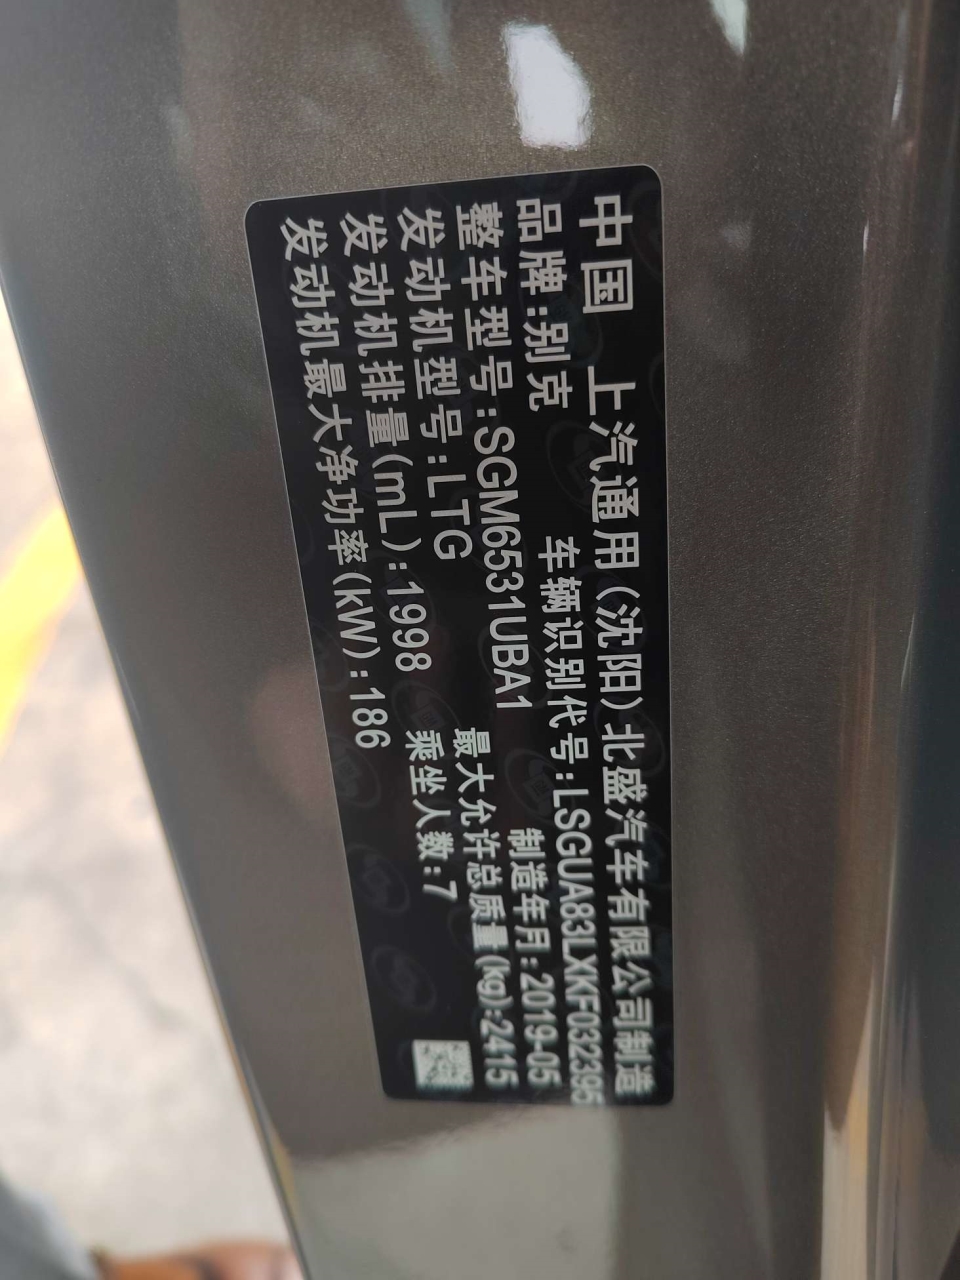 中国 上汽通用(沈阳)北盛汽车有限公司制造
品牌:别克 车辆识别代号:LSGUA83LXKF032395
整车型号:SGM6531UBA1 制造年月:2019-05
发动机型号:LTG 最大允许总质量(kg):2415
发动机排量(mL):1998 乘坐人数:7
发动机最大净功率(kW):186